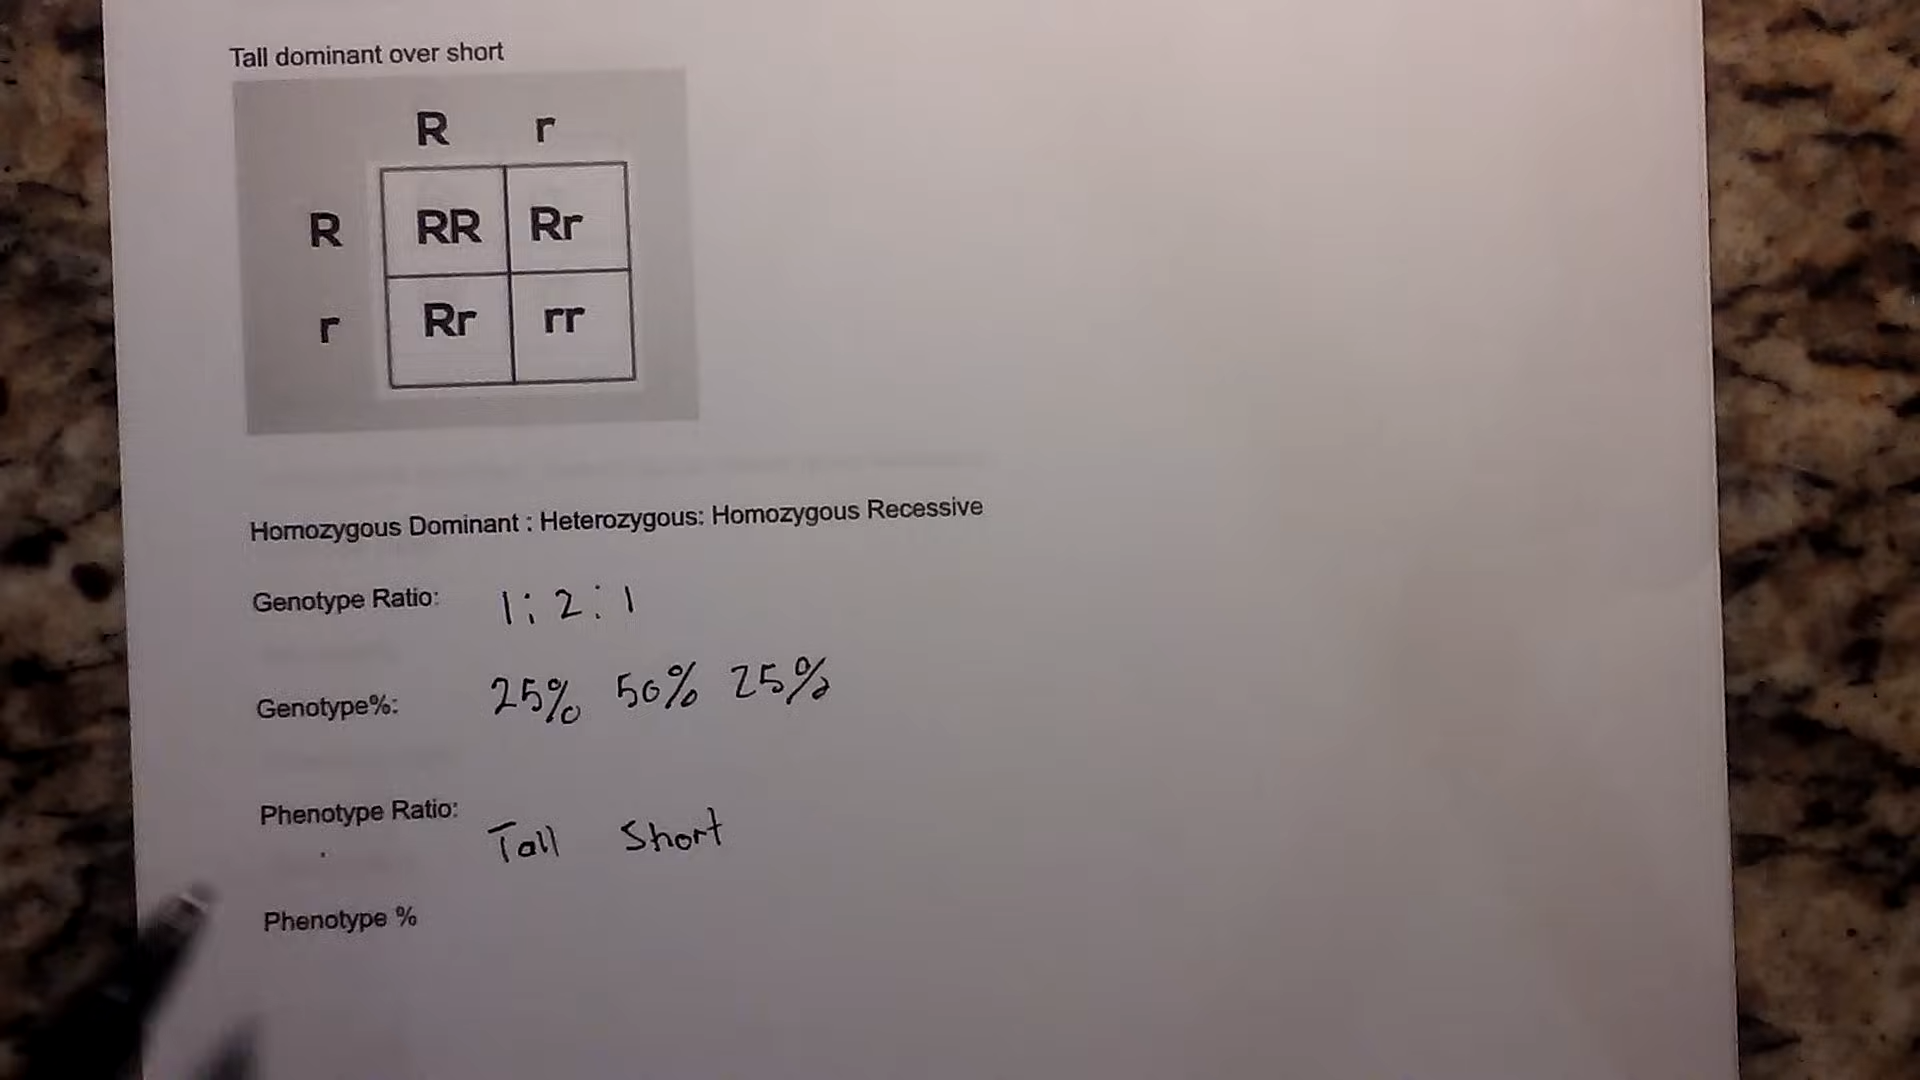 Tall dominant over short
R r
R RR Rr
r Rr rr
Homozygous Dominant : Heterozygous: Homozygous Recessive
Genotype Ratio: 1 : 2 : 1
Genotype%: 25% 50% 25%
Phenotype Ratio: Tall Short
Phenotype %